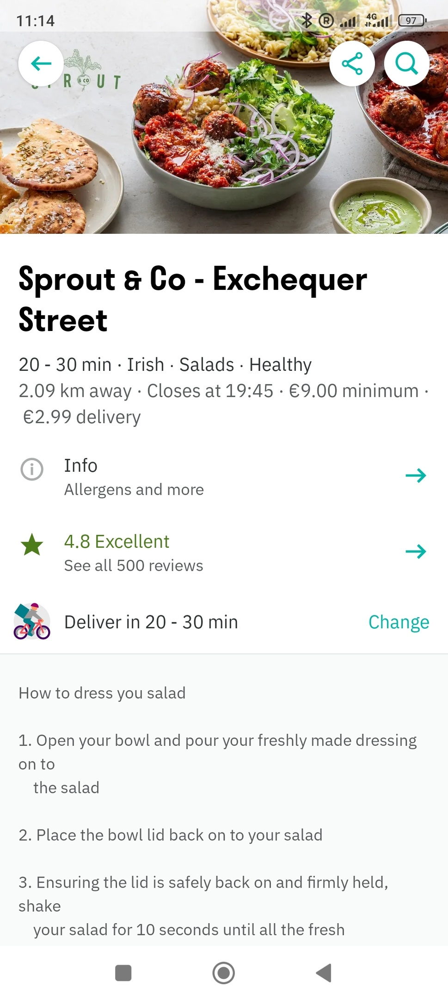 11:14
R
4G
97
R & CO U T
Sprout & Co - Exchequer
Street
20 - 30 min · Irish · Salads · Healthy
2.09 km away · Closes at 19:45 · €9.00 minimum ·
€2.99 delivery
Info
Allergens and more
4.8 Excellent
See all 500 reviews
Deliver in 20 - 30 min
Change
How to dress you salad
1. Open your bowl and pour your freshly made dressing
on to
the salad
2. Place the bowl lid back on to your salad
3. Ensuring the lid is safely back on and firmly held,
shake
your salad for 10 seconds until all the fresh